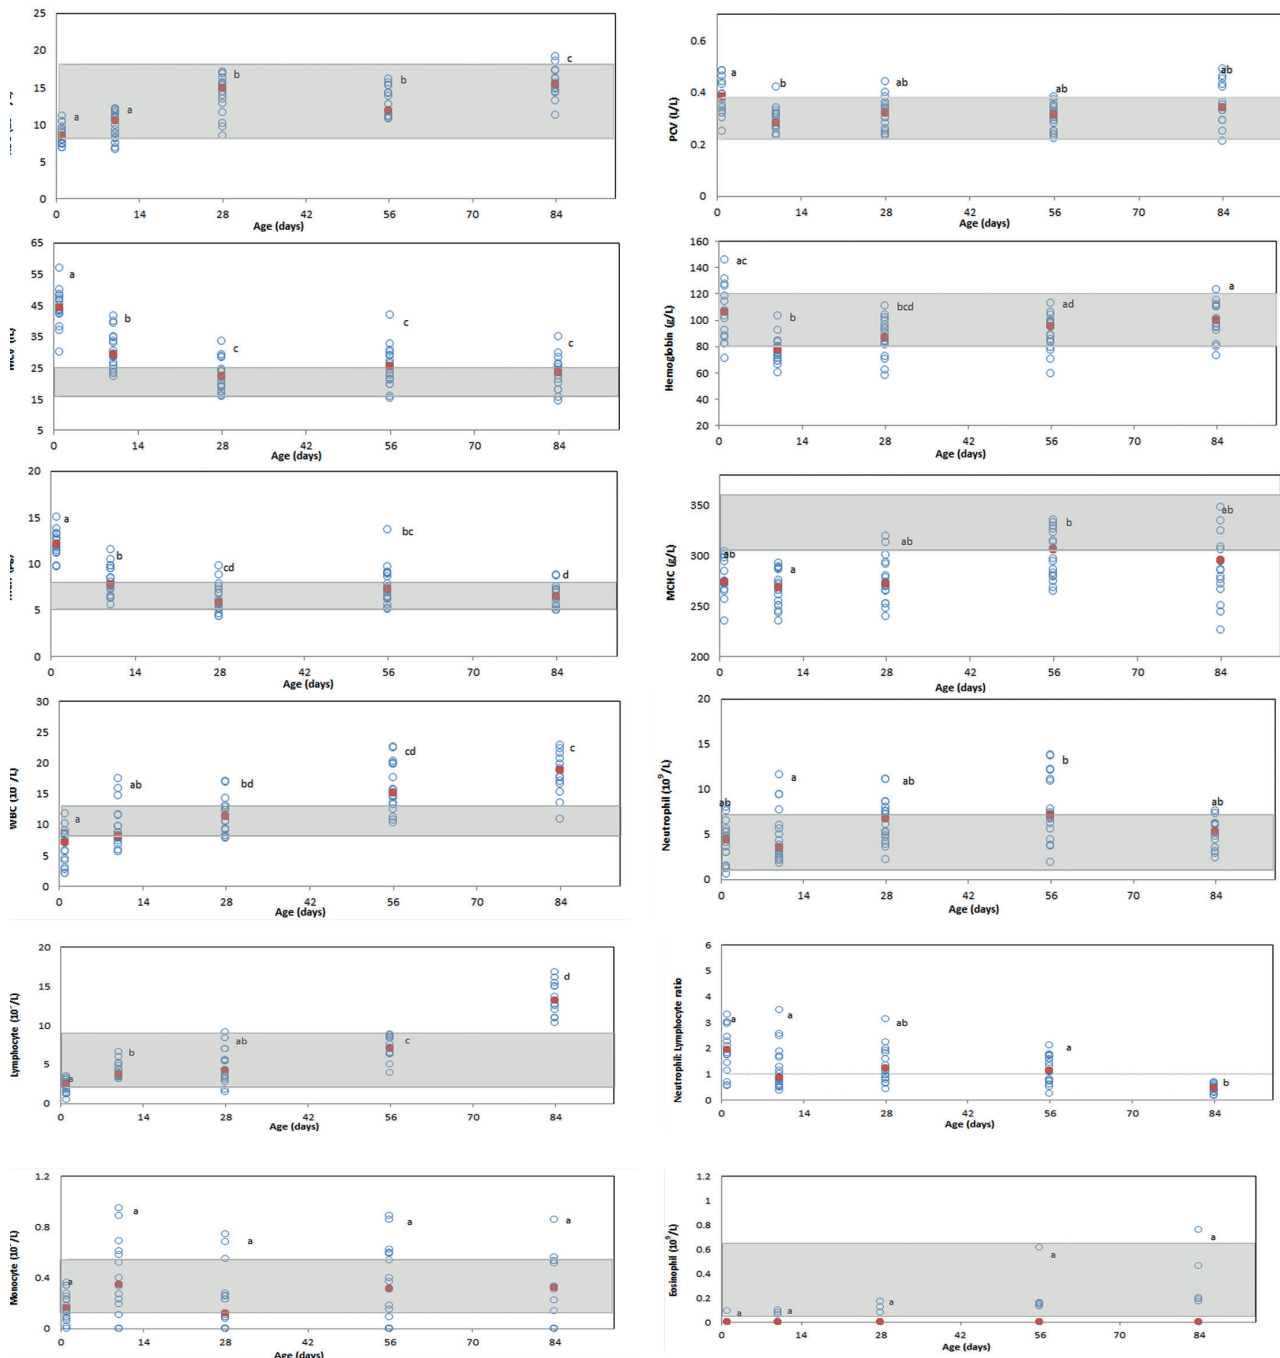 25
20
15
10
5
0
a
a
b
b
c
0 14 28 42 56 70 84
Age (days)
PCV (L/L)
0.6
0.4
0.2
0
a
b
ab
ab
ab
0 14 28 42 56 70 84
Age (days)
65
55
45
35
25
15
5
a
b
c
c
c
0 14 28 42 56 70 84
Age (days)
Hemoglobin (g/L)
160
140
120
100
80
60
40
20
ac
b
bcd
ad
a
0 14 28 42 56 70 84
Age (days)
20
15
10
5
0
a
b
cd
bc
d
0 14 28 42 56 70 84
Age (days)
MCHC (g/L)
350
300
250
200
ab
a
ab
b
ab
0 14 28 42 56 70 84
Age (days)
30
25
20
15
10
5
0
a
ab
bd
cd
c
0 14 28 42 56 70 84
Age (days)
Neutrophil (10⁹/L)
20
15
10
5
0
ab
a
ab
b
ab
0 14 28 42 56 70 84
Age (days)
Lymphocyte
20
15
10
5
0
a
b
ab
c
d
0 14 28 42 56 70 84
Age (days)
Neutrophil: Lymphocyte ratio
6
5
4
3
2
1
0
a
a
ab
a
b
0 14 28 42 56 70 84
Age (days)
Monocyte
1.2
0.8
0.4
0
a
a
a
a
a
0 14 28 42 56 70 84
Age (days)
Eosinophil (10⁹/L)
1.2
1
0.8
0.6
0.4
0.2
0
a
a
a
a
a
0 14 28 42 56 70 84
Age (days)